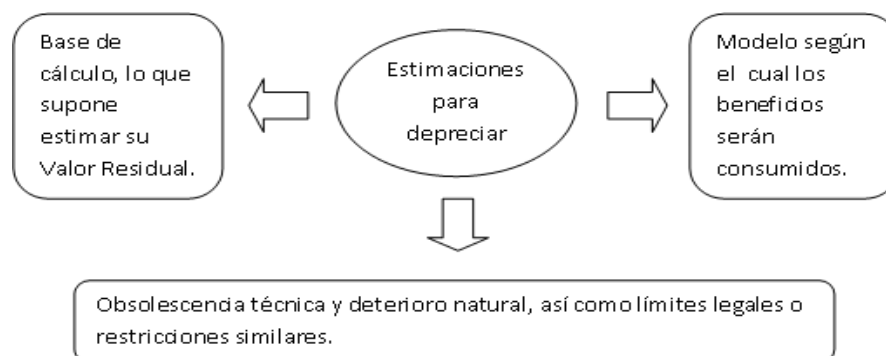 Base de
cálculo, lo que
supone
estimar su
Valor Residual.
Estimaciones
para
depreciar
Modelo según
el cual los
beneficios
serán
consumidos.
Obsolescencia técnica y deterioro natural, así como límites legales o
restricciones similares.